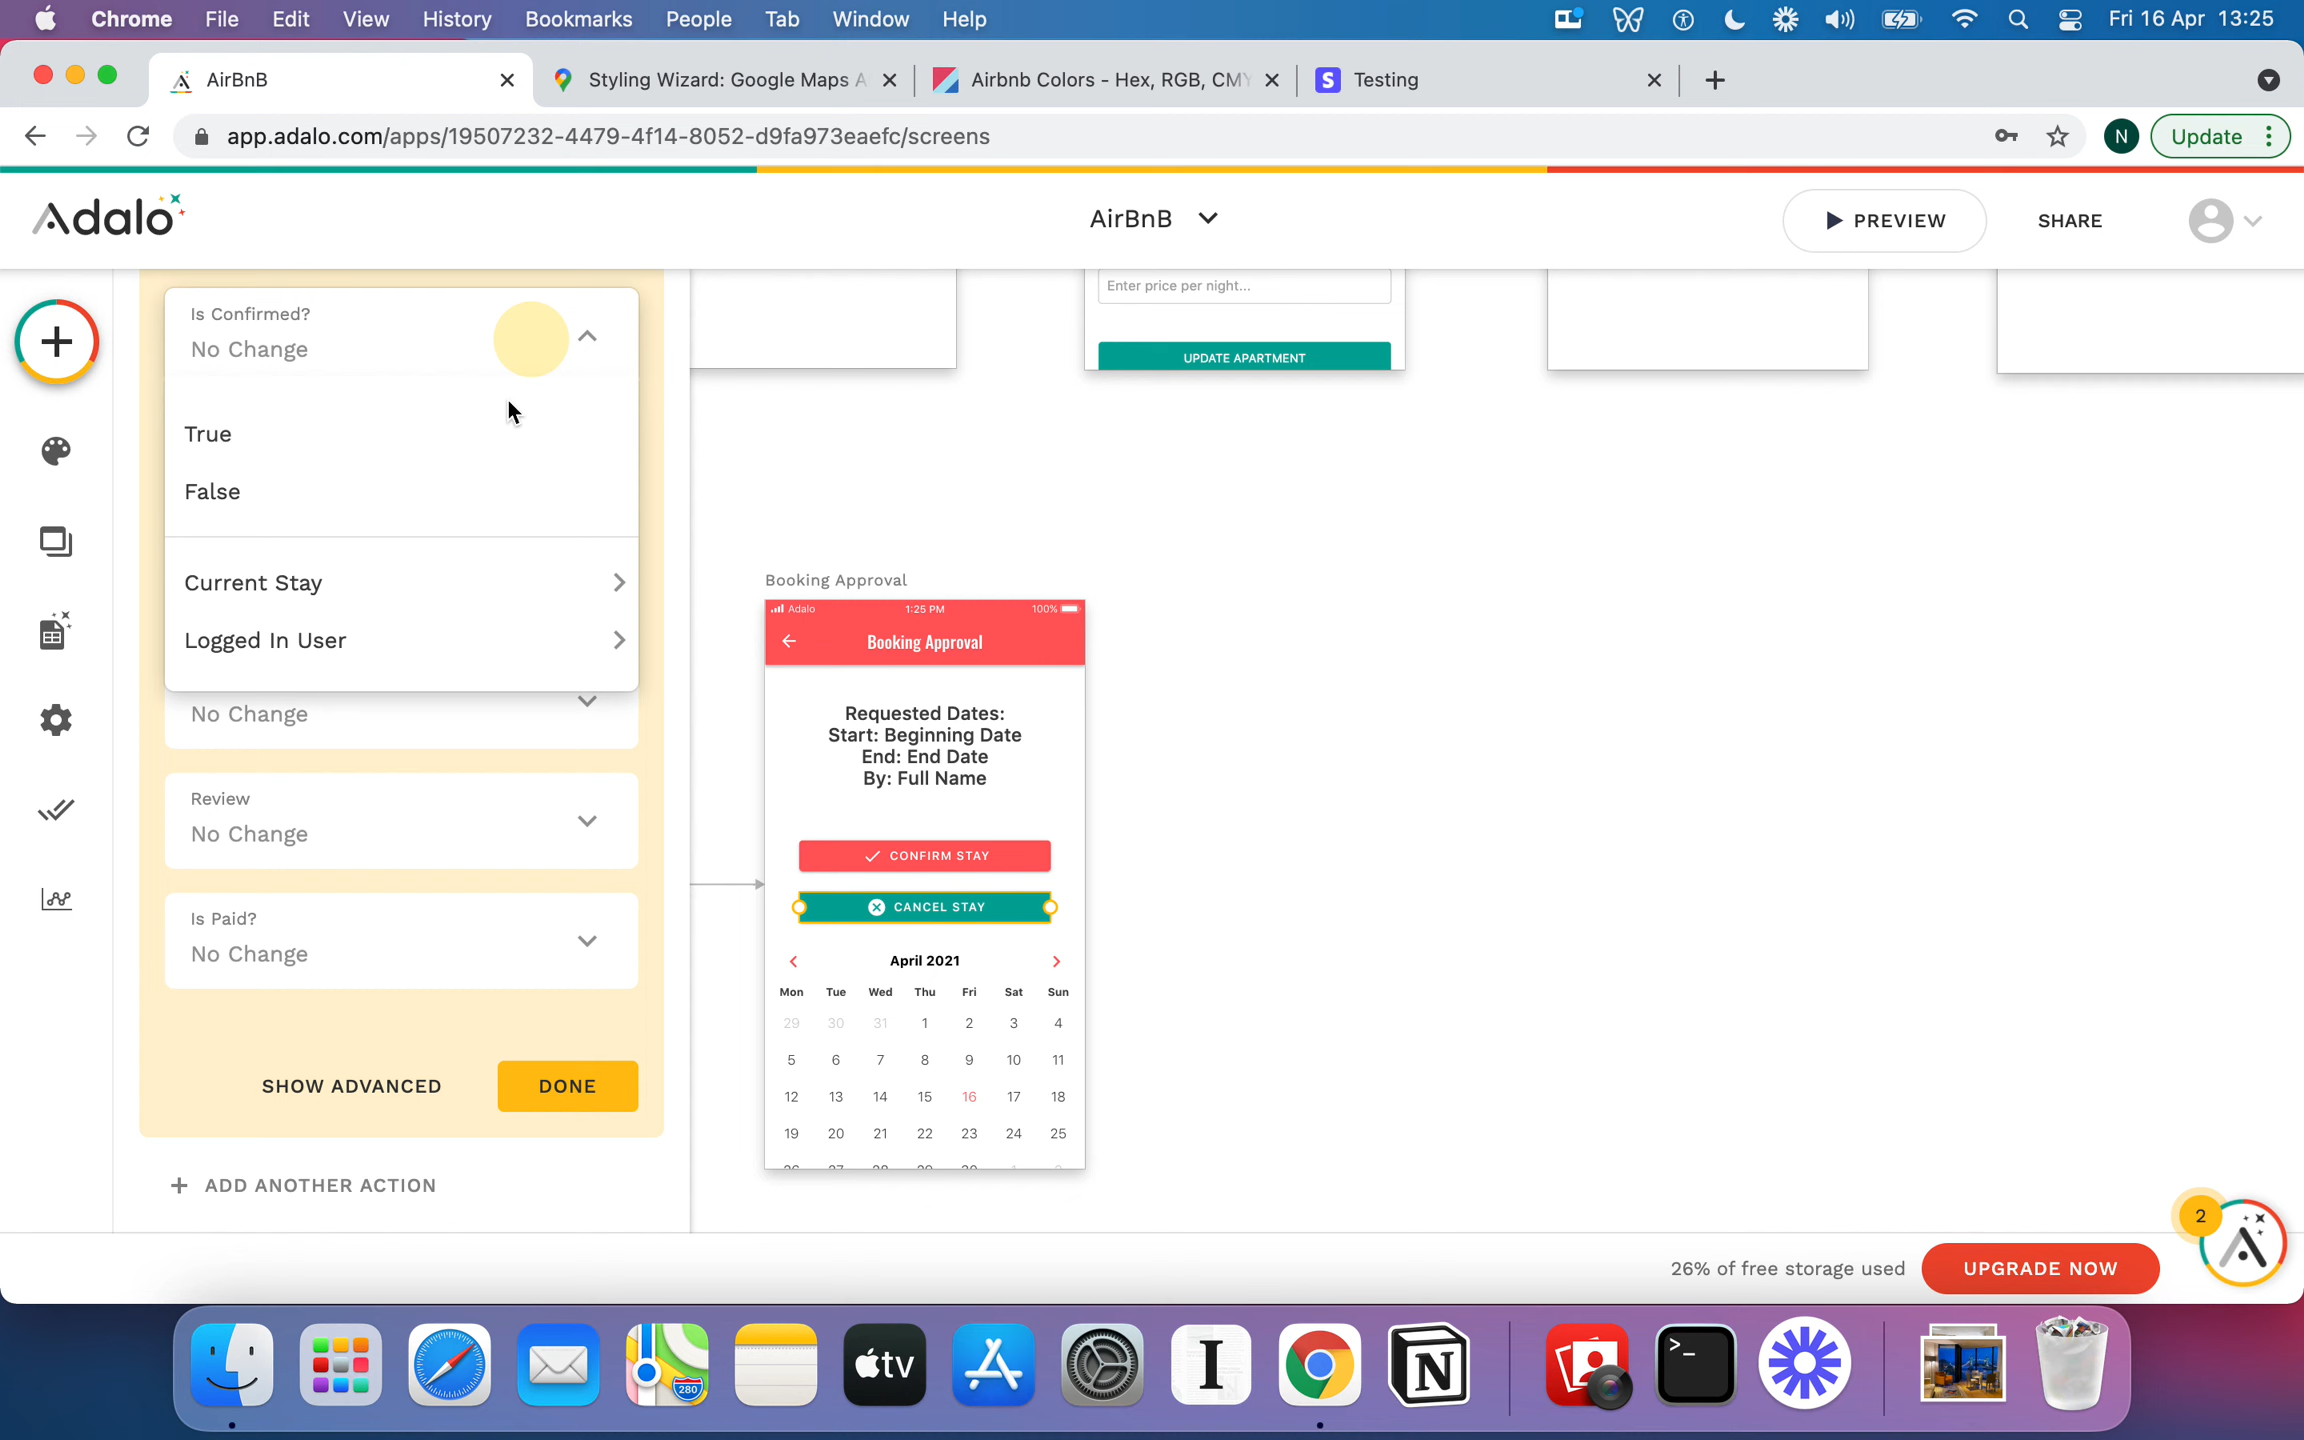 Chrome File Edit View History Bookmarks People Tab Window Help Fri 16 Apr 13:25
AirBnB Styling Wizard: Google Maps A Airbnb Colors - Hex, RGB, CMY Testing
app.adalo.com/apps/19507232-4479-4f14-8052-d9fa973eaefc/screens N Update
Adalo AirBnB PREVIEW SHARE
Is Confirmed?
No Change
True
False
Current Stay
Logged In User
No Change
Review
No Change
Is Paid?
No Change
SHOW ADVANCED DONE
+ ADD ANOTHER ACTION
Enter price per night...
UPDATE APARTMENT
Booking Approval
Adalo 1:25 PM 100%
Booking Approval
Requested Dates:
Start: Beginning Date
End: End Date
By: Full Name
CONFIRM STAY
CANCEL STAY
April 2021
Mon Tue Wed Thu Fri Sat Sun
29 30 31 1 2 3 4
5 6 7 8 9 10 11
12 13 14 15 16 17 18
19 20 21 22 23 24 25
26 27 28 29 30
2
26% of free storage used UPGRADE NOW
280 tv I N >_